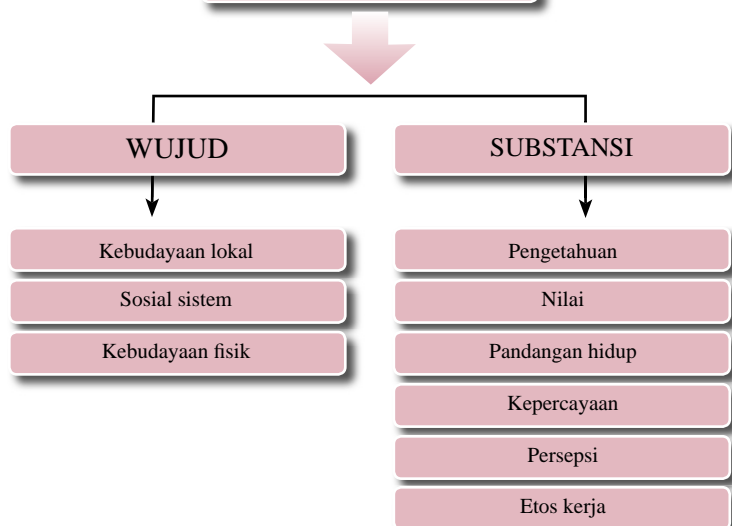 WUJUD
Kebudayaan lokal
Sosial sistem
Kebudayaan fisik
SUBSTANSI
Pengetahuan
Nilai
Pandangan hidup
Kepercayaan
Persepsi
Etos kerja